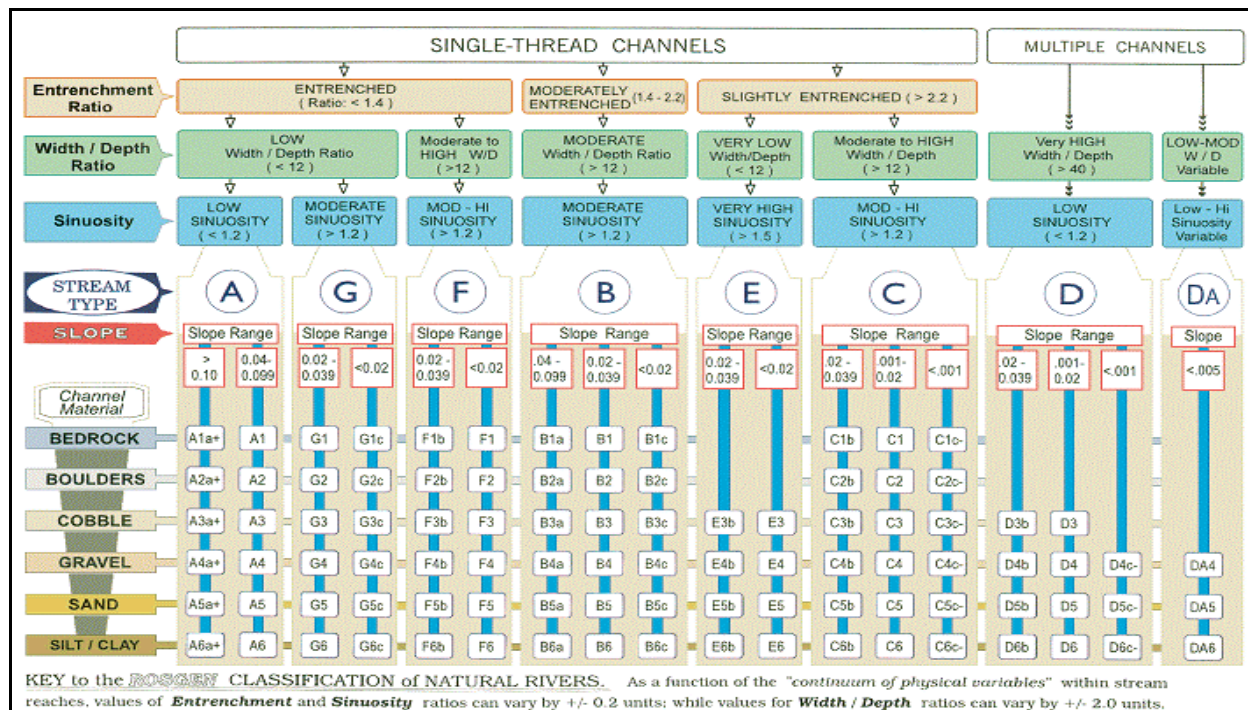 SINGLE-THREAD CHANNELS MULTIPLE CHANNELS
Entrenchment Ratio ENTRENCHED ( Ratio: < 1.4 ) MODERATELY ENTRENCHED (1.4 - 2.2) SLIGHTLY ENTRENCHED ( > 2.2 )
Width / Depth Ratio LOW Width / Depth Ratio ( < 12 ) Moderate to HIGH W/D ( >12 ) MODERATE Width / Depth Ratio ( > 12 ) VERY LOW Width/Depth ( < 12 ) Moderate to HIGH Width / Depth ( > 12 ) Very HIGH Width / Depth ( > 40 ) LOW-MOD W / D Variable
Sinuosity LOW SINUOSITY ( < 1.2 ) MODERATE SINUOSITY ( > 1.2 ) MOD - HI SINUOSITY ( > 1.2 ) MODERATE SINUOSITY ( > 1.2 ) VERY HIGH SINUOSITY ( > 1.5 ) MOD - HI SINUOSITY ( > 1.2 ) LOW SINUOSITY ( < 1.2 ) Low - Hi Sinuosity Variable
STREAM TYPE A G F B E C D DA
SLOPE Slope Range Slope Range Slope Range Slope Range Slope Range Slope Range Slope Range Slope
> 0.10 0.04-0.099 0.02 - 0.039 <0.02 0.02 - 0.039 <0.02 .04 - 0.099 0.02 - 0.039 <0.02 0.02 - 0.039 <0.02 .02 - 0.039 .001-0.02 <.001 .02 - 0.039 .001-0.02 <.001 <.005
Channel Material
BEDROCK A1a+ A1 G1 G1c F1b F1 B1a B1 B1c C1b C1 C1c-
BOULDERS A2a+ A2 G2 G2c F2b F2 B2a B2 B2c C2b C2 C2c-
COBBLE A3a+ A3 G3 G3c F3b F3 B3a B3 B3c E3b E3 C3b C3 C3c- D3b D3
GRAVEL A4a+ A4 G4 G4c F4b F4 B4a B4 B4c E4b E4 C4b C4 C4c- D4b D4 D4c- DA4
SAND A5a+ A5 G5 G5c F5b F5 B5a B5 B5c E5b E5 C5b C5 C5c- D5b D5 D5c- DA5
SILT / CLAY A6a+ A6 G6 G6c F6b F6 B6a B6 B6c E6b E6 C6b C6 C6c- D6b D6 D6c- DA6
KEY to the ROSGEN CLASSIFICATION of NATURAL RIVERS. As a function of the "continuum of physical variables" within stream
reaches, values of Entrenchment and Sinuosity ratios can vary by +/- 0.2 units; while values for Width / Depth ratios can vary by +/- 2.0 units.